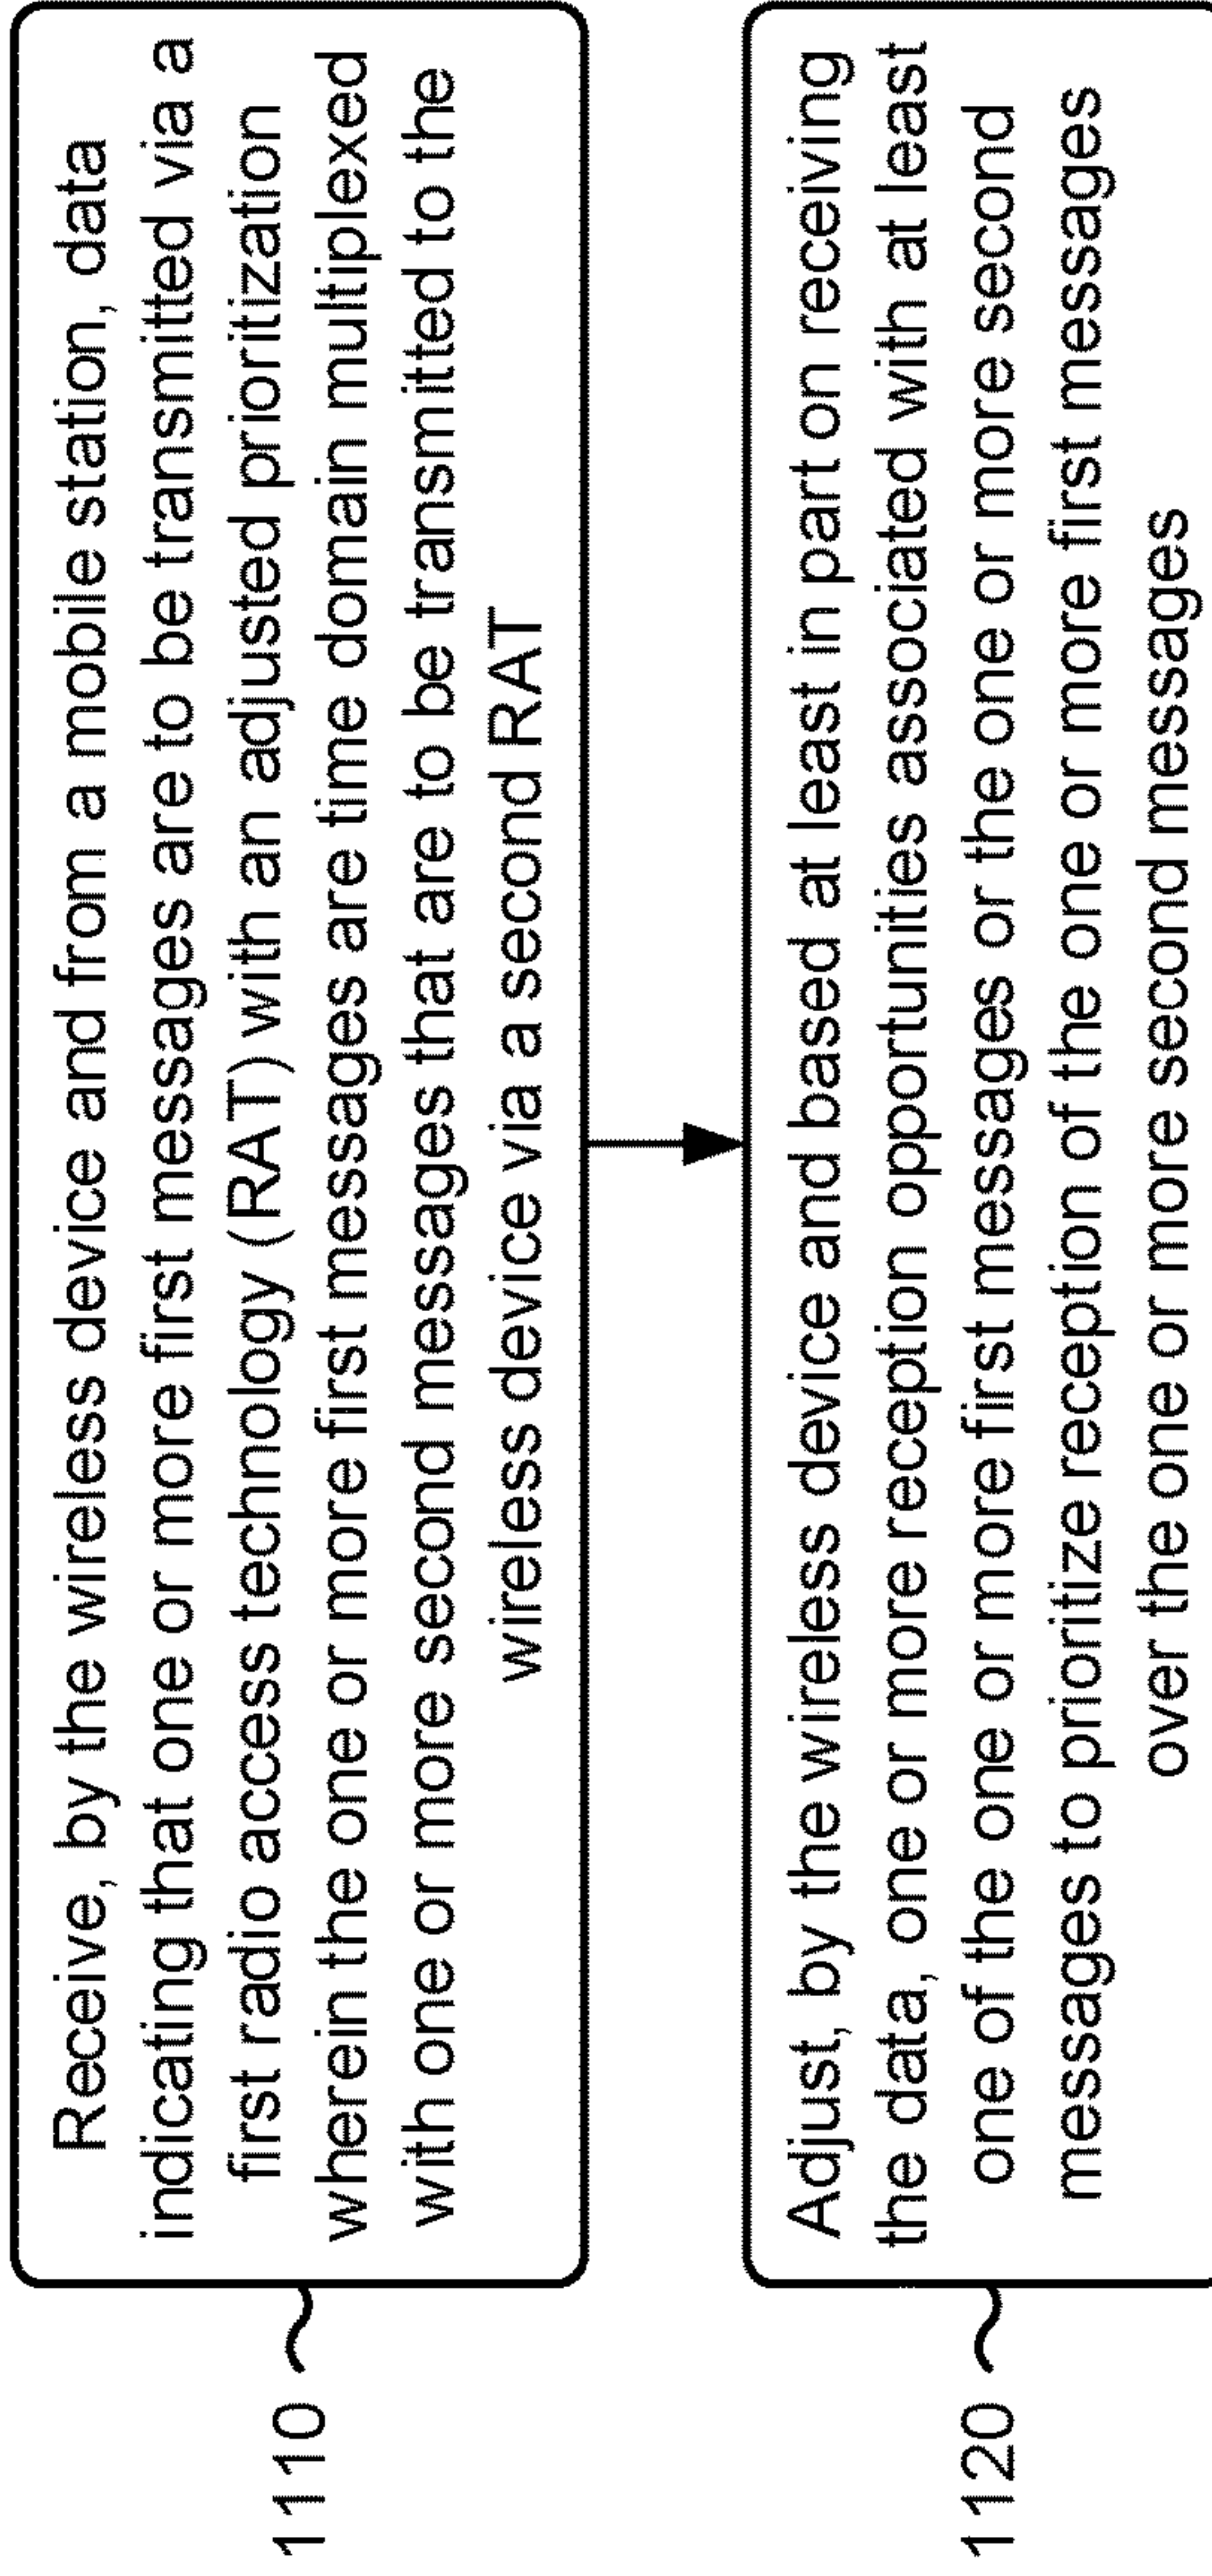 Receive, by the wireless device and from a mobile station, data
indicating that one or more first messages are to be transmitted via a
first radio access technology (RAT) with an adjusted prioritization
wherein the one or more first messages are time domain multiplexed
with one or more second messages that are to be transmitted to the
wireless device via a second RAT
1110
Adjust, by the wireless device and based at least in part on receiving
the data, one or more reception opportunities associated with at least
one of the one or more first messages or the one or more second
messages to prioritize reception of the one or more first messages
over the one or more second messages
1120